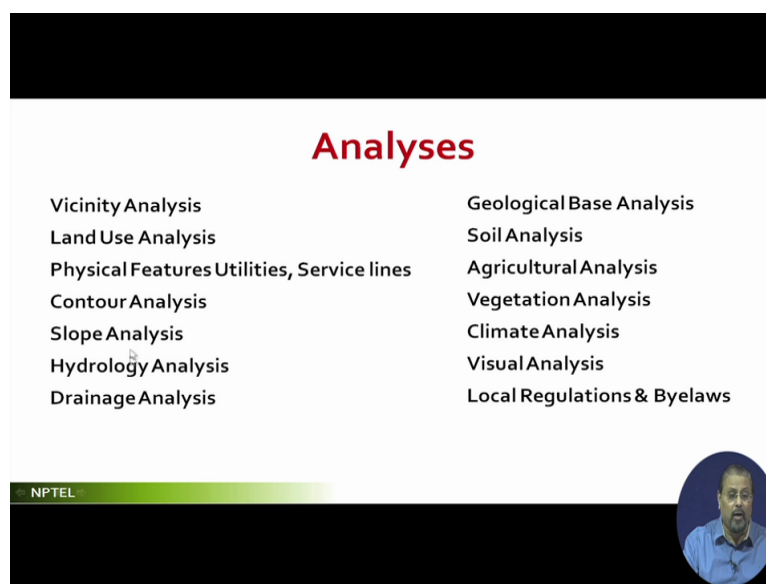 Analyses
Vicinity Analysis
Land Use Analysis
Physical Features Utilities, Service lines
Contour Analysis
Slope Analysis
Hydrology Analysis
Drainage Analysis
Geological Base Analysis
Soil Analysis
Agricultural Analysis
Vegetation Analysis
Climate Analysis
Visual Analysis
Local Regulations & Byelaws
NPTEL